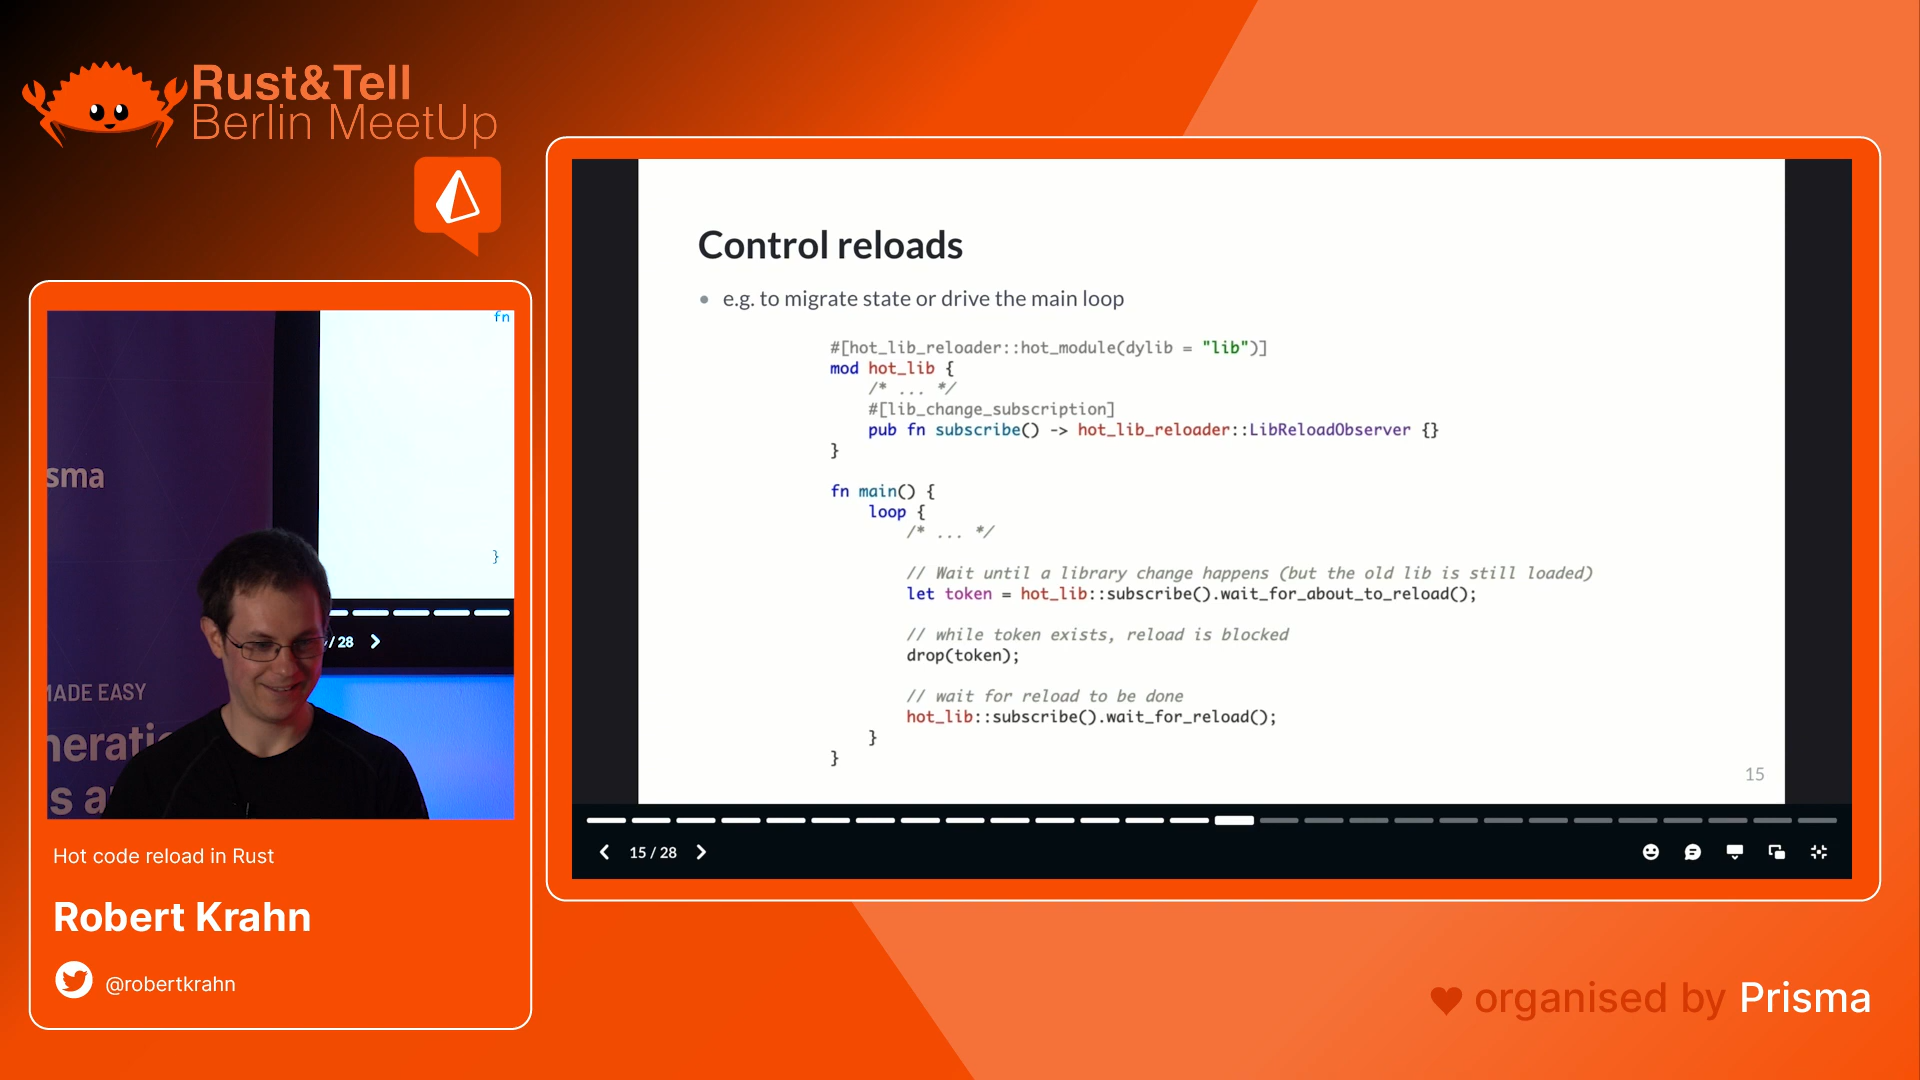 Rust&Tell
Berlin MeetUp
fn
}
sma
/ 28
MADE EASY
nerati
s a
Hot code reload in Rust
Robert Krahn
@robertkrahn
Control reloads
e.g. to migrate state or drive the main loop
#[hot_lib_reloader::hot_module(dylib = "lib")]
mod hot_lib {
/* ... */
#[lib_change_subscription]
pub fn subscribe() -> hot_lib_reloader::LibReloadObserver {}
}
fn main() {
loop {
/* ... */
// Wait until a library change happens (but the old lib is still loaded)
let token = hot_lib::subscribe().wait_for_about_to_reload();
// while token exists, reload is blocked
drop(token);
// wait for reload to be done
hot_lib::subscribe().wait_for_reload();
}
}
15
15 / 28
organised by Prisma